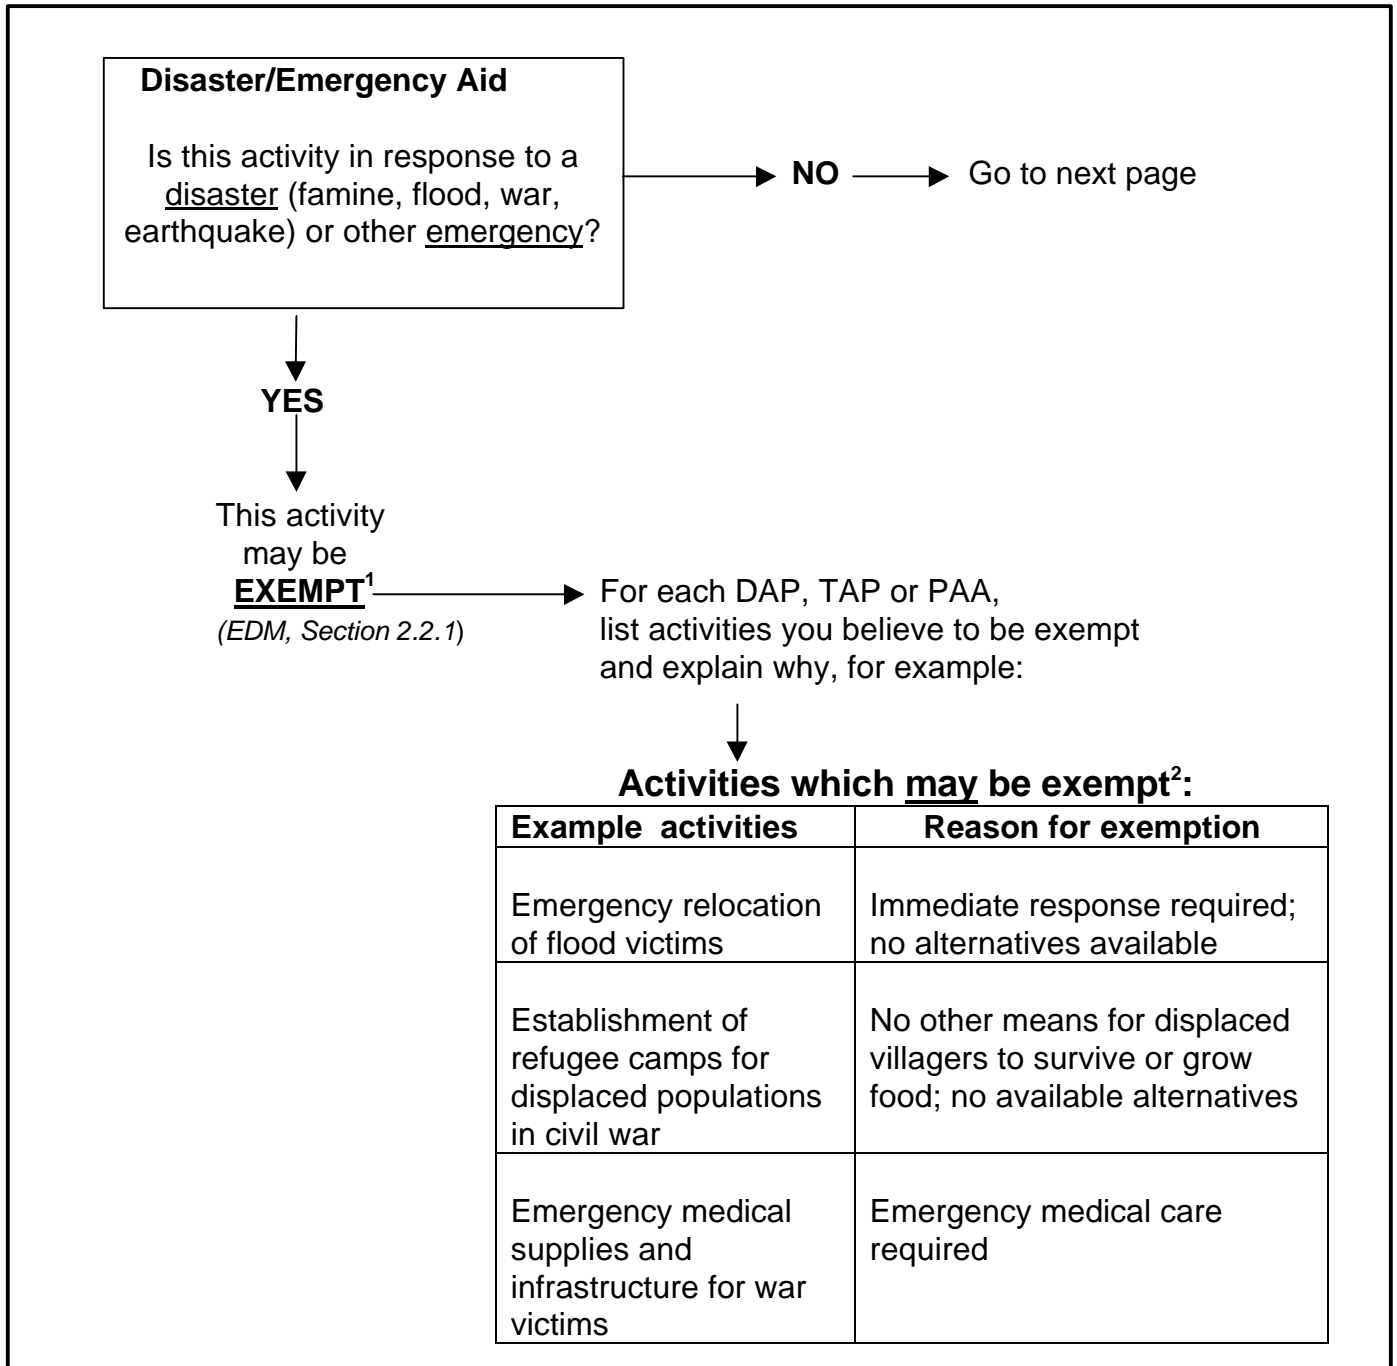 Disaster/Emergency Aid
Is this activity in response to a
disaster (famine, flood, war,
earthquake) or other emergency?
NO
Go to next page
YES
This activity
may be
EXEMPT¹
(EDM, Section 2.2.1)
For each DAP, TAP or PAA,
list activities you believe to be exempt
and explain why, for example:
Activities which may be exempt²:
Example activities
Reason for exemption
Emergency relocation
of flood victims
Immediate response required;
no alternatives available
Establishment of
refugee camps for
displaced populations
in civil war
No other means for displaced
villagers to survive or grow
food; no available alternatives
Emergency medical
supplies and
infrastructure for war
victims
Emergency medical care
required